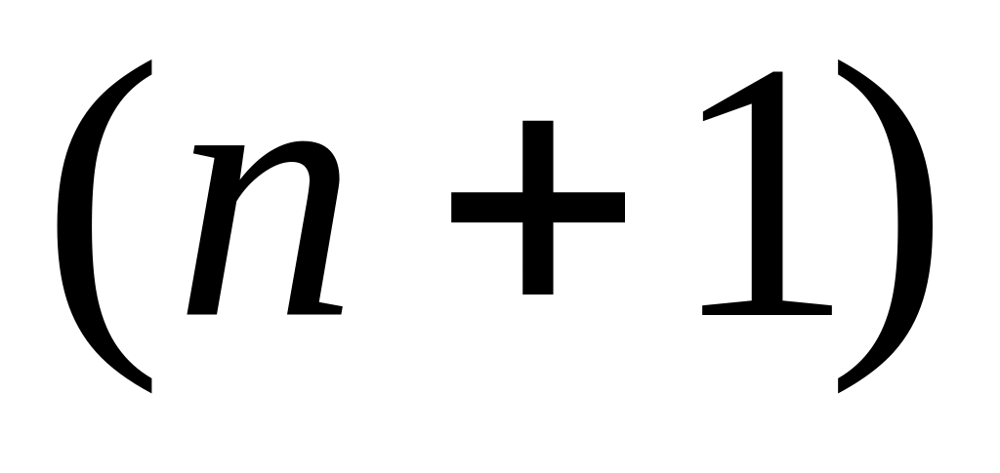 (n + 1)